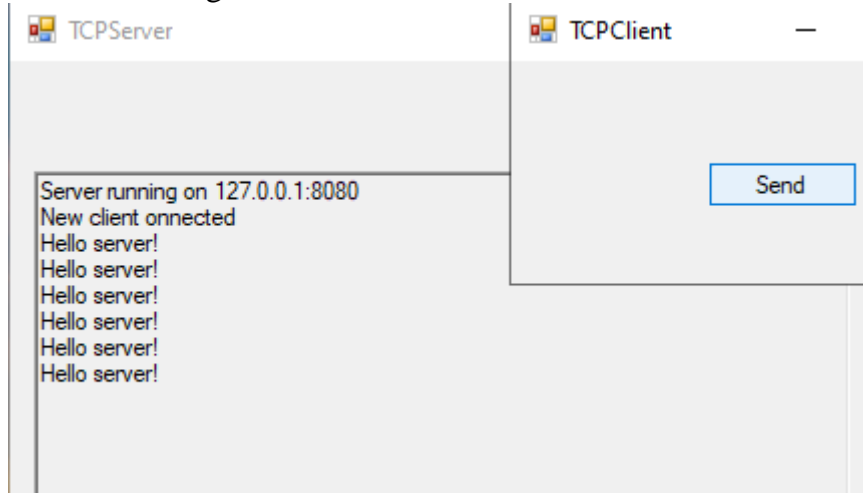 TCPServer
TCPClient
Send
Server running on 127.0.0.1:8080
New client onnected
Hello server!
Hello server!
Hello server!
Hello server!
Hello server!
Hello server!